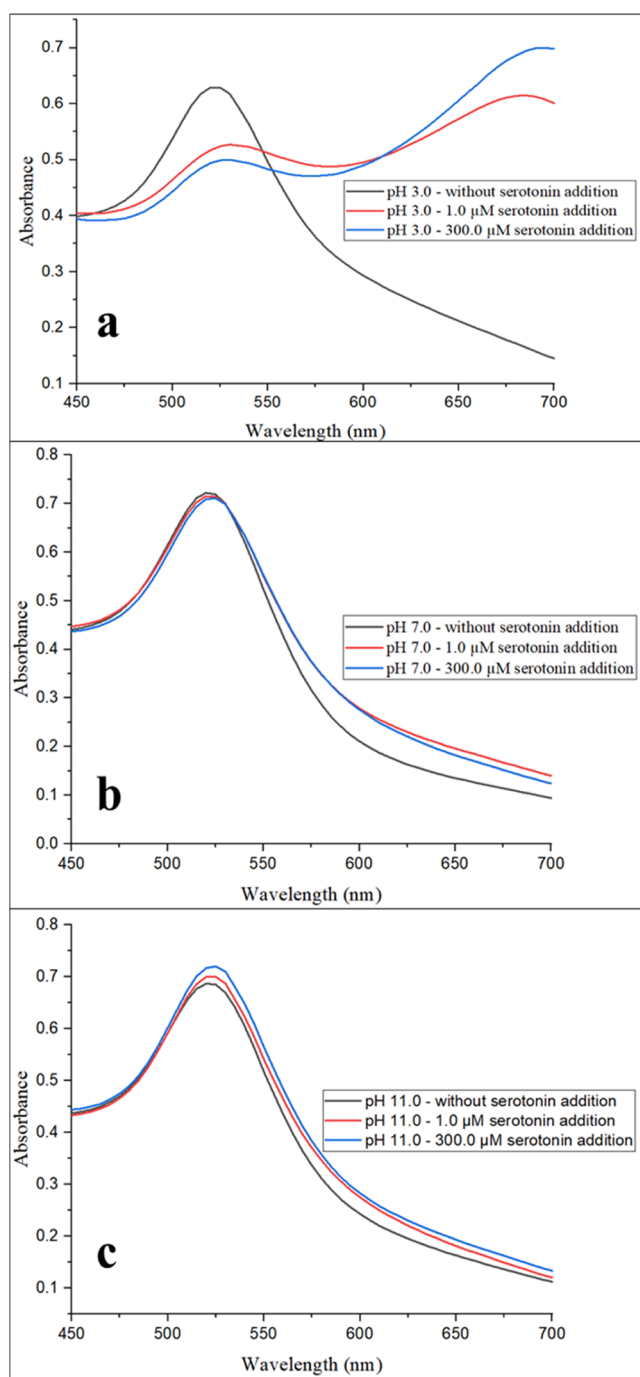 0.7
0.6
0.5
0.4
0.3
0.2
0.1
Absorbance
pH 3.0 - without serotonin addition
pH 3.0 - 1.0 µM serotonin addition
pH 3.0 - 300.0 µM serotonin addition
a
450 500 550 600 650 700
Wavelength (nm)
0.8
0.7
0.6
0.5
0.4
0.3
0.2
0.1
0.0
Absorbance
pH 7.0 - without serotonin addition
pH 7.0 - 1.0 µM serotonin addition
pH 7.0 - 300.0 µM serotonin addition
b
450 500 550 600 650 700
Wavelength (nm)
0.8
0.7
0.6
0.5
0.4
0.3
0.2
0.1
Absorbance
pH 11.0 - without serotonin addition
pH 11.0 - 1.0 µM serotonin addition
pH 11.0 - 300.0 µM serotonin addition
c
450 500 550 600 650 700
Wavelength (nm)